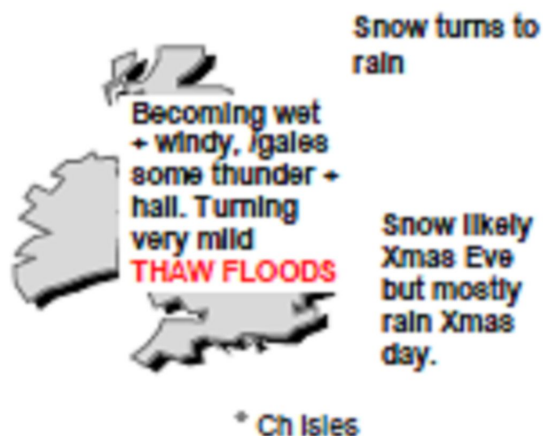 Snow turns to
rain
Becoming wet
+ windy, /gales
some thunder +
hail. Turning
very mild
THAW FLOODS
Snow likely
Xmas Eve
but mostly
rain Xmas
day.
Ch Isles